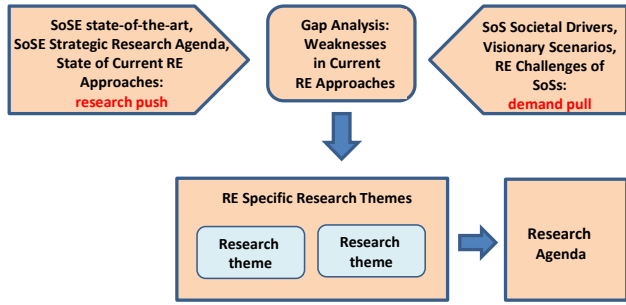 SoSE state-of-the-art,
SoSE Strategic Research Agenda,
State of Current RE
Approaches:
research push
Gap Analysis:
Weaknesses
in Current
RE Approaches
SoS Societal Drivers,
Visionary Scenarios,
RE Challenges of
SoSs:
demand pull
RE Specific Research Themes
Research
theme
Research
theme
Research
Agenda